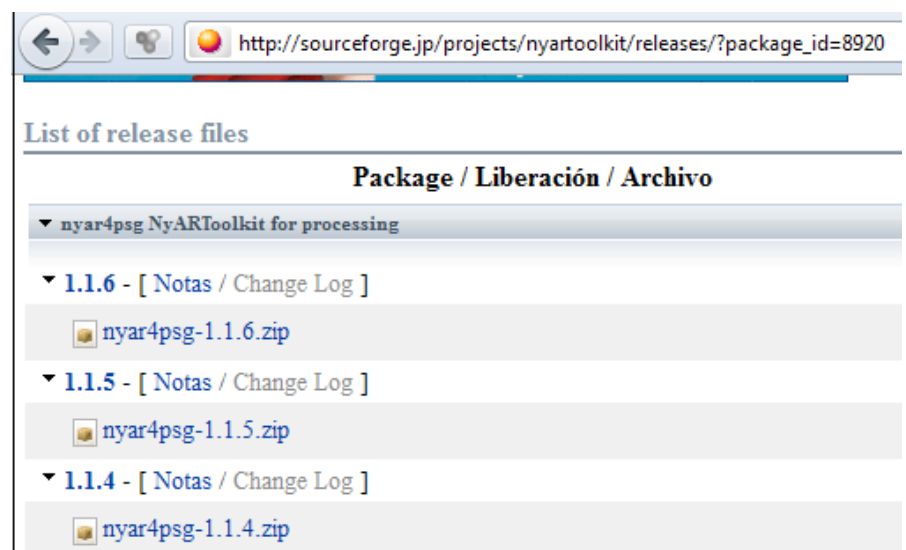 http://sourceforge.jp/projects/nyartoolkit/releases/?package_id=8920
List of release files
Package / Liberación / Archivo
nyar4psg NyARToolkit for processing
1.1.6 - [ Notas / Change Log ]
nyar4psg-1.1.6.zip
1.1.5 - [ Notas / Change Log ]
nyar4psg-1.1.5.zip
1.1.4 - [ Notas / Change Log ]
nyar4psg-1.1.4.zip